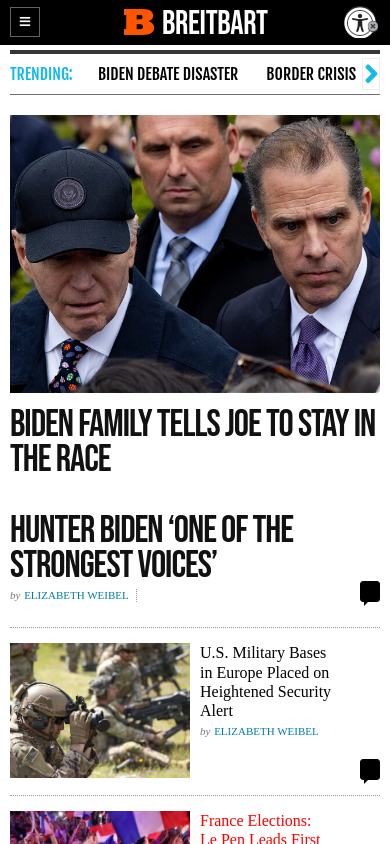 BREITBART
TRENDING: BIDEN DEBATE DISASTER BORDER CRISIS
BIDEN FAMILY TELLS JOE TO STAY IN
THE RACE
HUNTER BIDEN ‘ONE OF THE
STRONGEST VOICES’
by ELIZABETH WEIBEL
U.S. Military Bases
in Europe Placed on
Heightened Security
Alert
by ELIZABETH WEIBEL
France Elections:
Le Pen Leads First